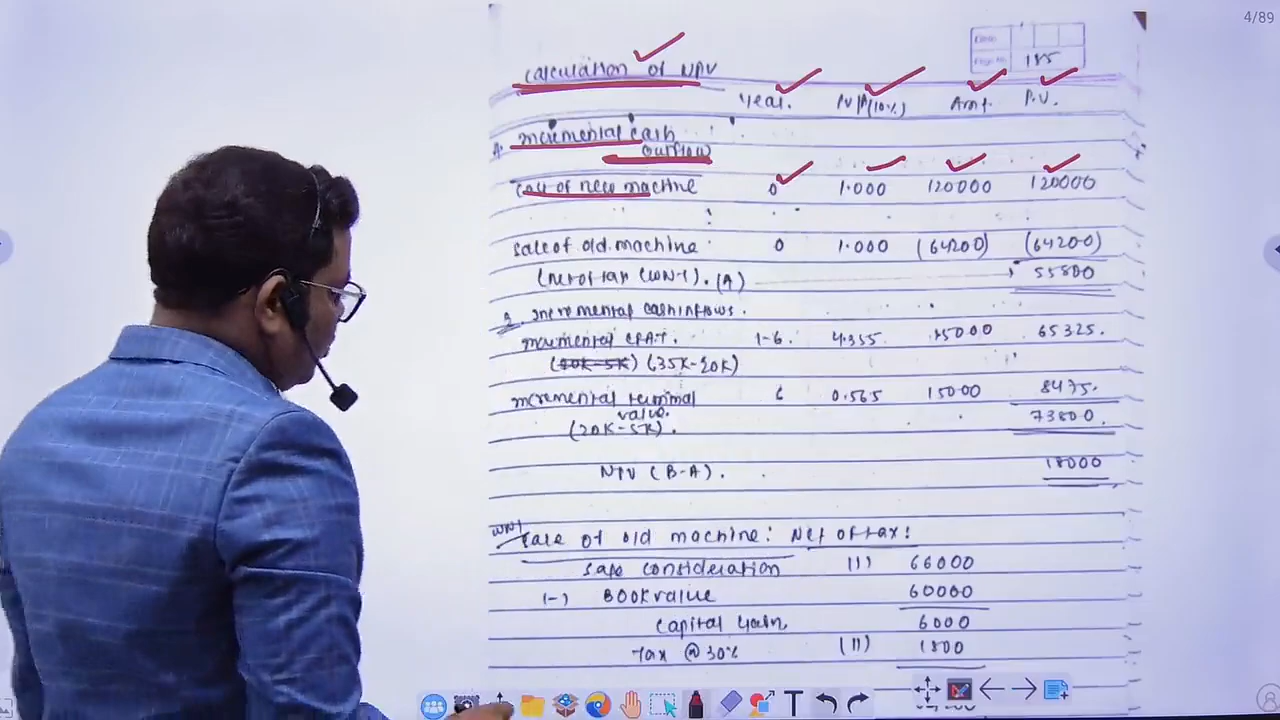 4/89
185
Calculation of NPV
Year. PVF(10%) Amt. P.V.
A. Incremental cash
outflow
Cost of new machine 0 1.000 120000 120000
Sale of old machine 0 1.000 (64200) (64200)
(Net of tax (WN-1). (A) 55800
2. Incremental cash inflows.
Incremental CFAT. 1-6. 4.355 15000 65325.
(35K-20K)
Incremental terminal 6 0.565 15000 8475.
value.
(20K-5K). 73800.
NPV (B-A). 18000
WN1 Sale of old machine: Net of tax:
Sale consideration (I) 66000
(-) Book value 60000
Capital Gain 6000
Tax @ 30% (II) 1800